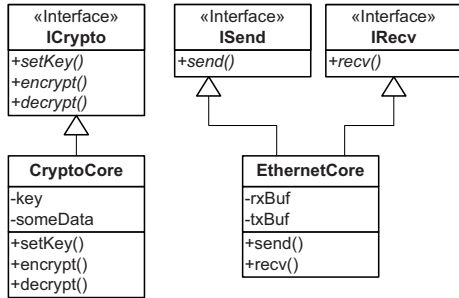 «Interface»
ICrypto
+setKey()
+encrypt()
+decrypt()
«Interface»
ISend
+send()
«Interface»
IRecv
+recv()
CryptoCore
-key
-someData
+setKey()
+encrypt()
+decrypt()
EthernetCore
-rxBuf
-txBuf
+send()
+recv()